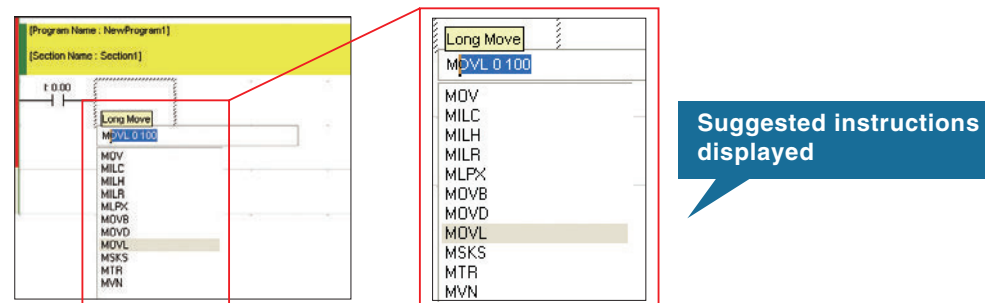 [Program Name : NewProgram1]
[Section Name : Section1]
I: 0.00
Long Move
MOVL 0 100
MOV
MILC
MILH
MILR
MLPX
MOVB
MOVD
MOVL
MSKS
MTR
MVN
Long Move
MOVL 0 100
MOV
MILC
MILH
MILR
MLPX
MOVB
MOVD
MOVL
MSKS
MTR
MVN
Suggested instructions
displayed